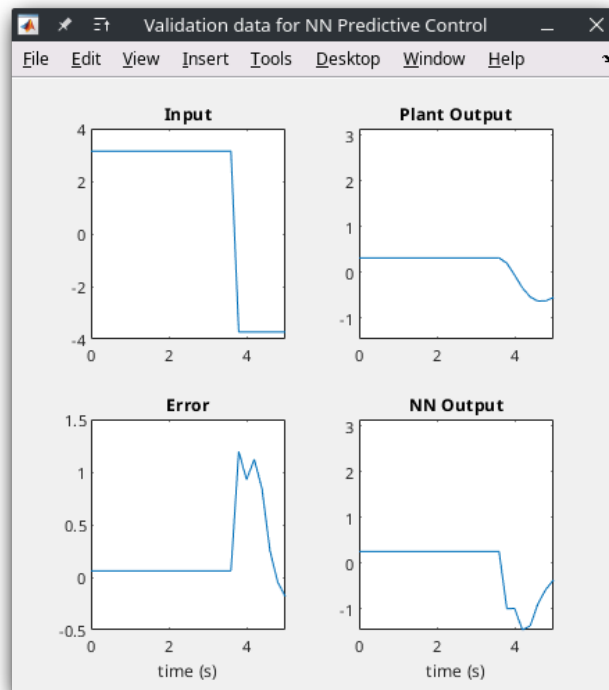 Validation data for NN Predictive Control
File Edit View Insert Tools Desktop Window Help
Input
4
2
0
-2
-4
0 2 4
Plant Output
3
2
1
0
-1
0 2 4
Error
1.5
1
0.5
0
-0.5
0 2 4
time (s)
NN Output
3
2
1
0
-1
0 2 4
time (s)